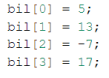 bil[0] = 5;
bil[1] = 13;
bil[2] = -7;
bil[3] = 17;